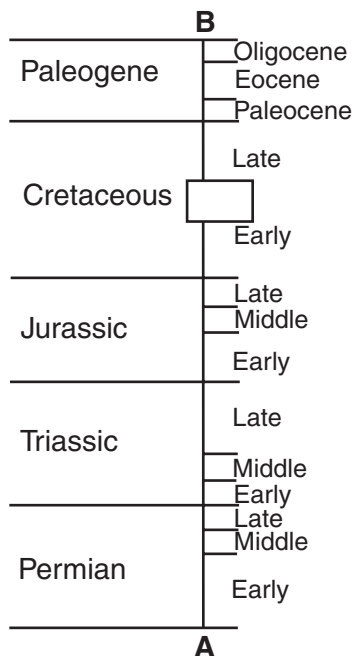 B
Oligocene
Paleogene
Eocene
Paleocene
Late
Cretaceous
Early
Late
Middle
Jurassic
Early
Late
Triassic
Middle
Early
Late
Middle
Permian
Early
A